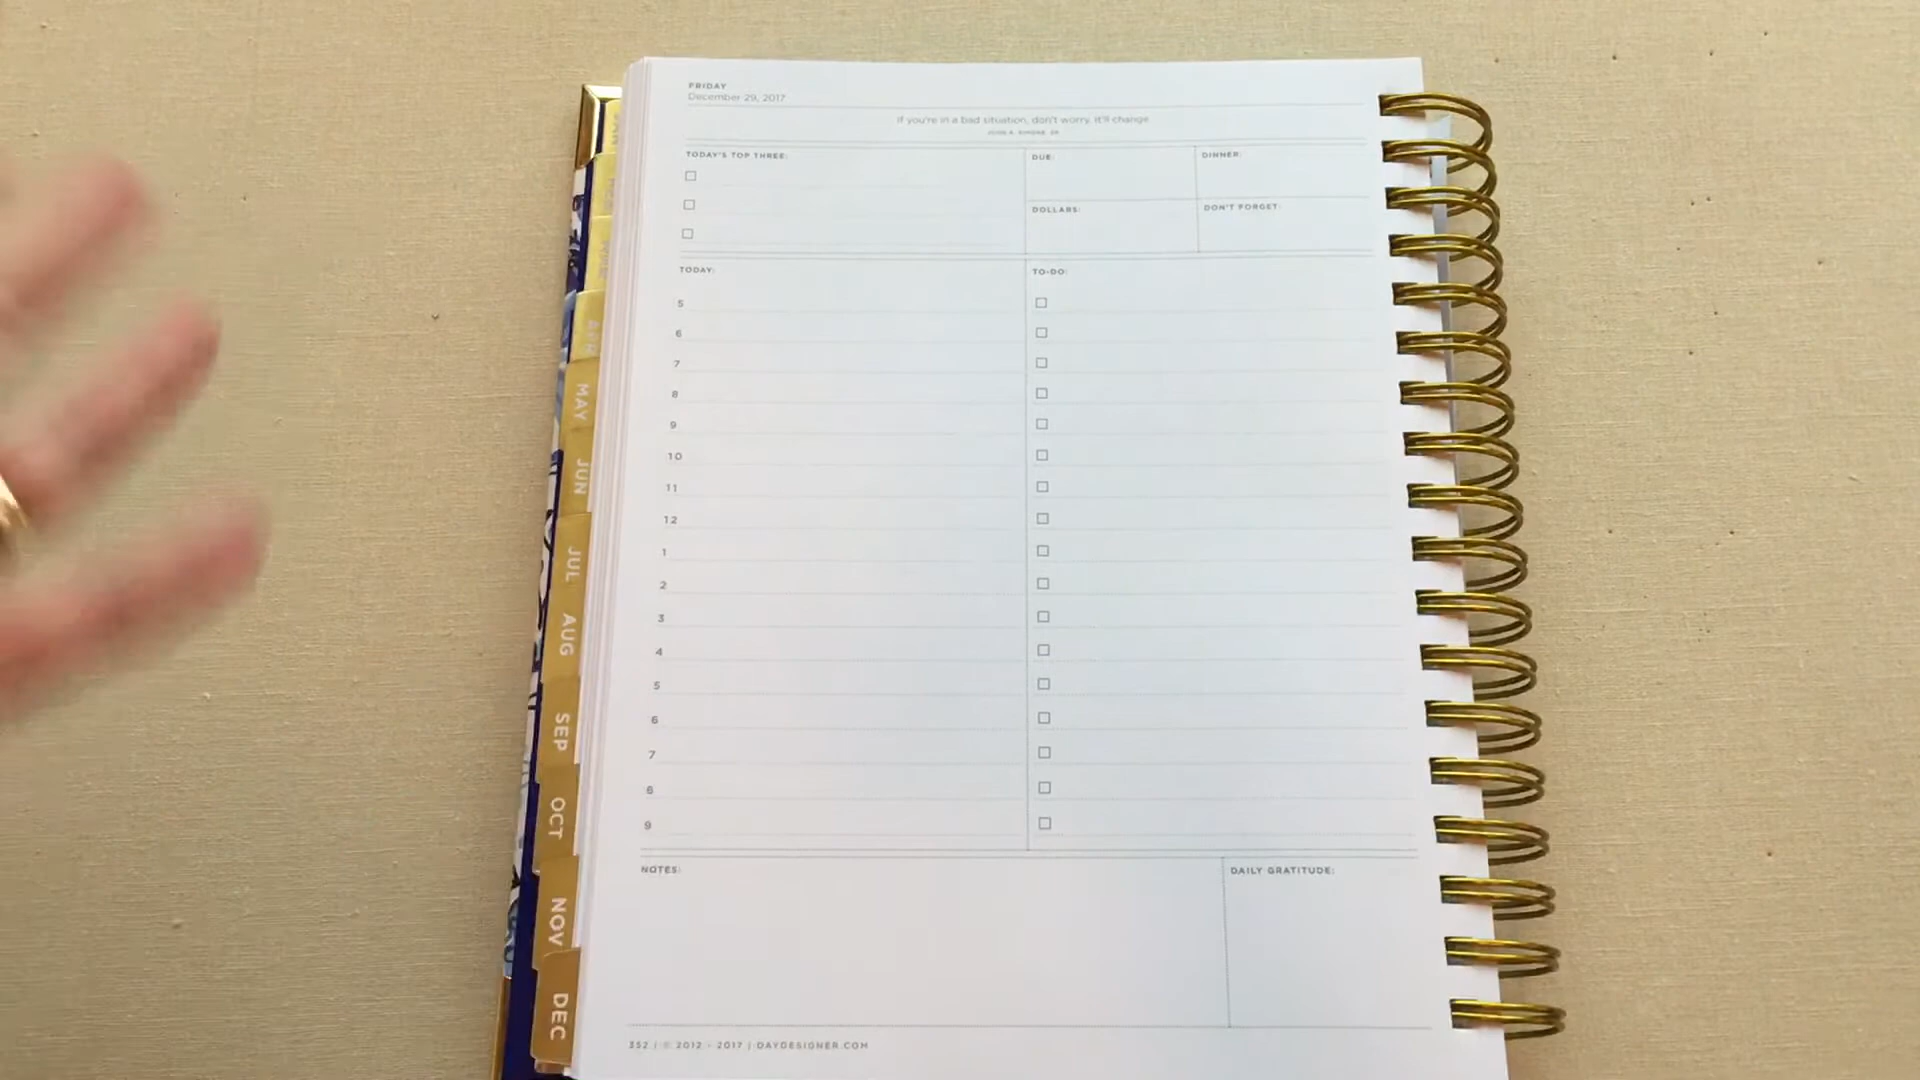 FRIDAY
December 29, 2017
If you're in a bad situation, don't worry, it'll change.
TODAY'S TOP THREE:
DUE:
DINNER:
DOLLARS:
DON'T FORGET:
TODAY:
TO-DO:
5
6
7
8
9
10
11
12
1
2
3
4
5
6
7
8
9
NOTES:
DAILY GRATITUDE:
352 | © 2012 - 2017 | DAYDESIGNER.COM
APR
MAY
JUN
JUL
AUG
SEP
OCT
NOV
DEC